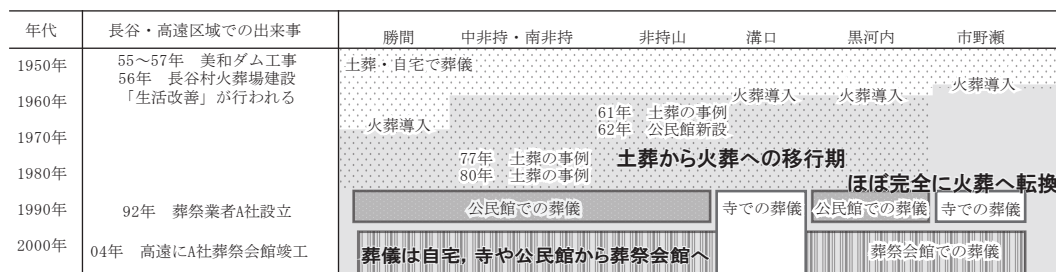 年代 長谷・高遠区域での出来事 勝間 中非持・南非持 非持山 溝口 黒河内 市野瀬
1950年 55～57年 美和ダム工事 土葬・自宅で葬儀
56年 長谷村火葬場建設 火葬導入
1960年 「生活改善」が行われる 火葬導入 火葬導入
61年 土葬の事例
火葬導入 62年 公民館新設
1970年
77年 土葬の事例 土葬から火葬への移行期
1980年 80年 土葬の事例 ほぼ完全に火葬へ転換
1990年 92年 葬祭業者A社設立 公民館での葬儀 寺での葬儀 公民館での葬儀 寺での葬儀
2000年 04年 高遠にA社葬祭会館竣工 葬儀は自宅，寺や公民館から葬祭会館へ 葬祭会館での葬儀